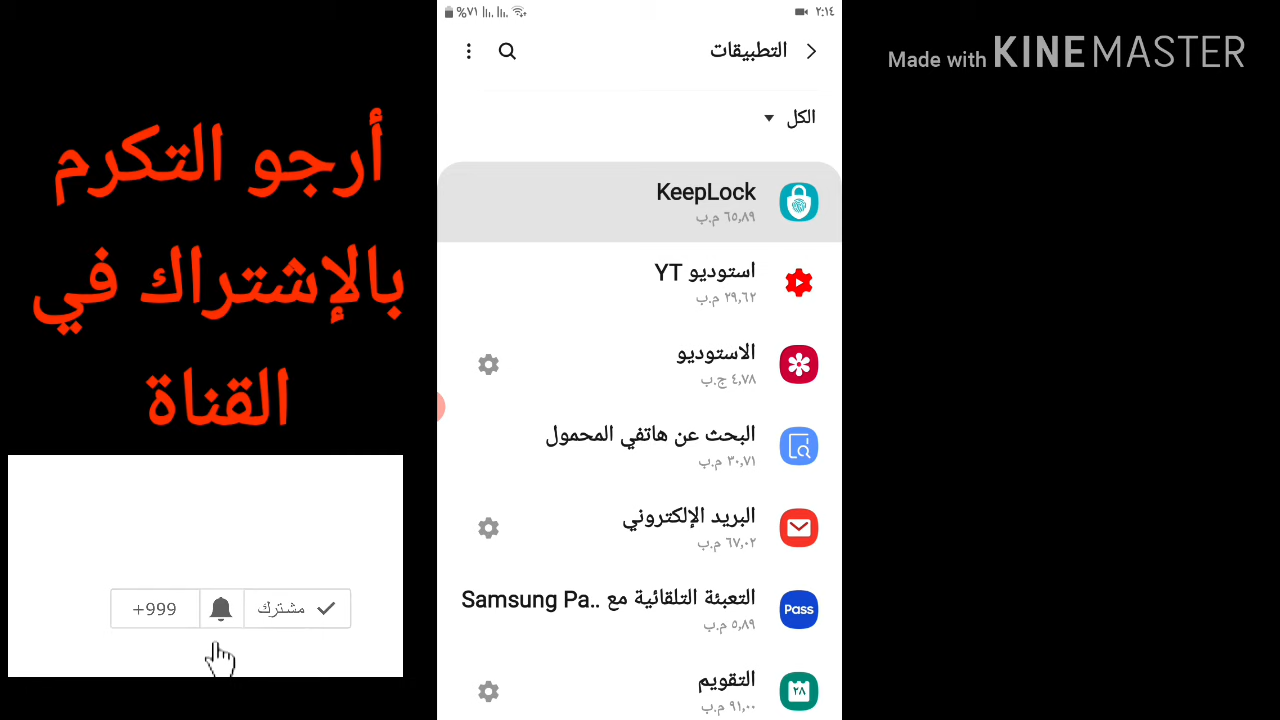 أرجو التكرم
بالإشتراك في
القناة
+999
مشترك
%٧١
٢:١٤
التطبيقات
الكل
KeepLock
٦٥٫٨٩ م.ب
استوديو YT
٢٩٫٦٢ م.ب
الاستوديو
٤٫٧٨ ج.ب
البحث عن هاتفي المحمول
٣٠٫٧١ م.ب
البريد الإلكتروني
٦٧٫٠٢ م.ب
Pass
التعبئة التلقائية مع Samsung Pa..
٥٫٨٩ م.ب
٢٨
التقويم
٩١٫٠٠ م.ب
Made with KINEMASTER